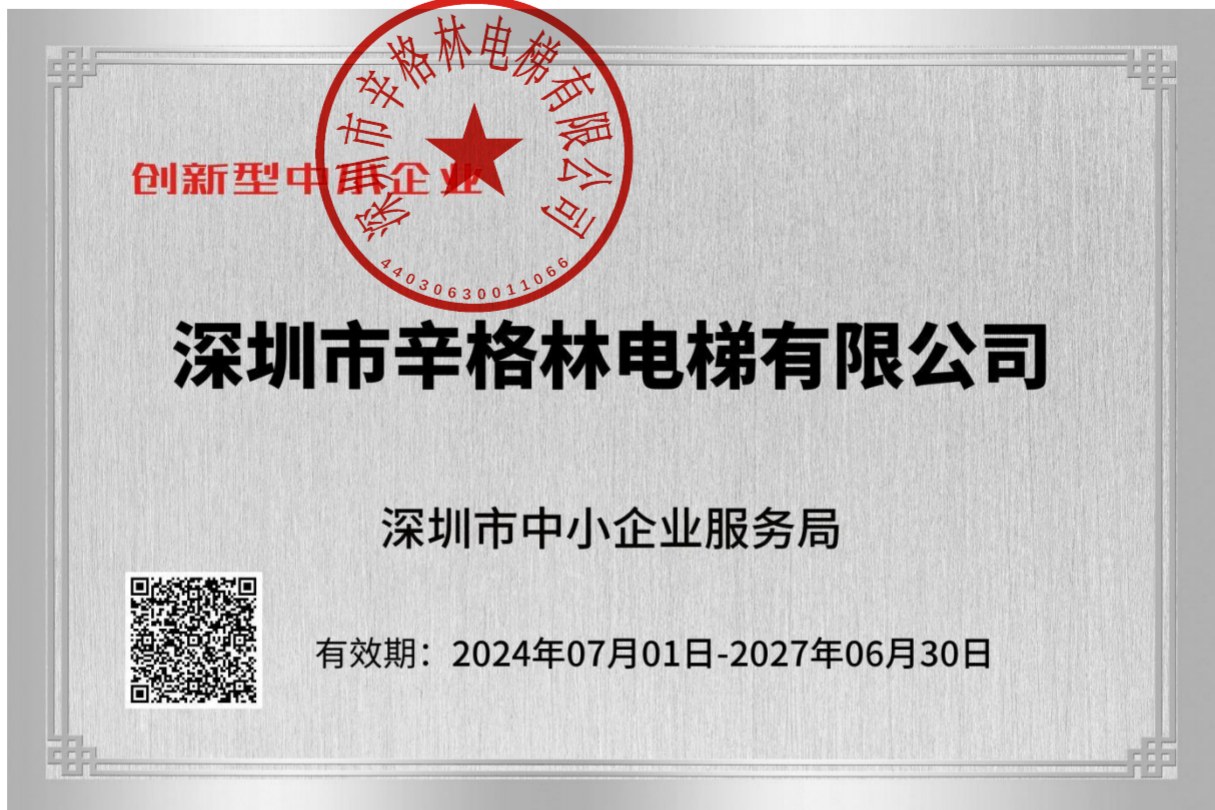 深圳市辛格林电梯有限公司
44030630011066
创新型中小企业
深圳市辛格林电梯有限公司
深圳市中小企业服务局
有效期：2024年07月01日-2027年06月30日